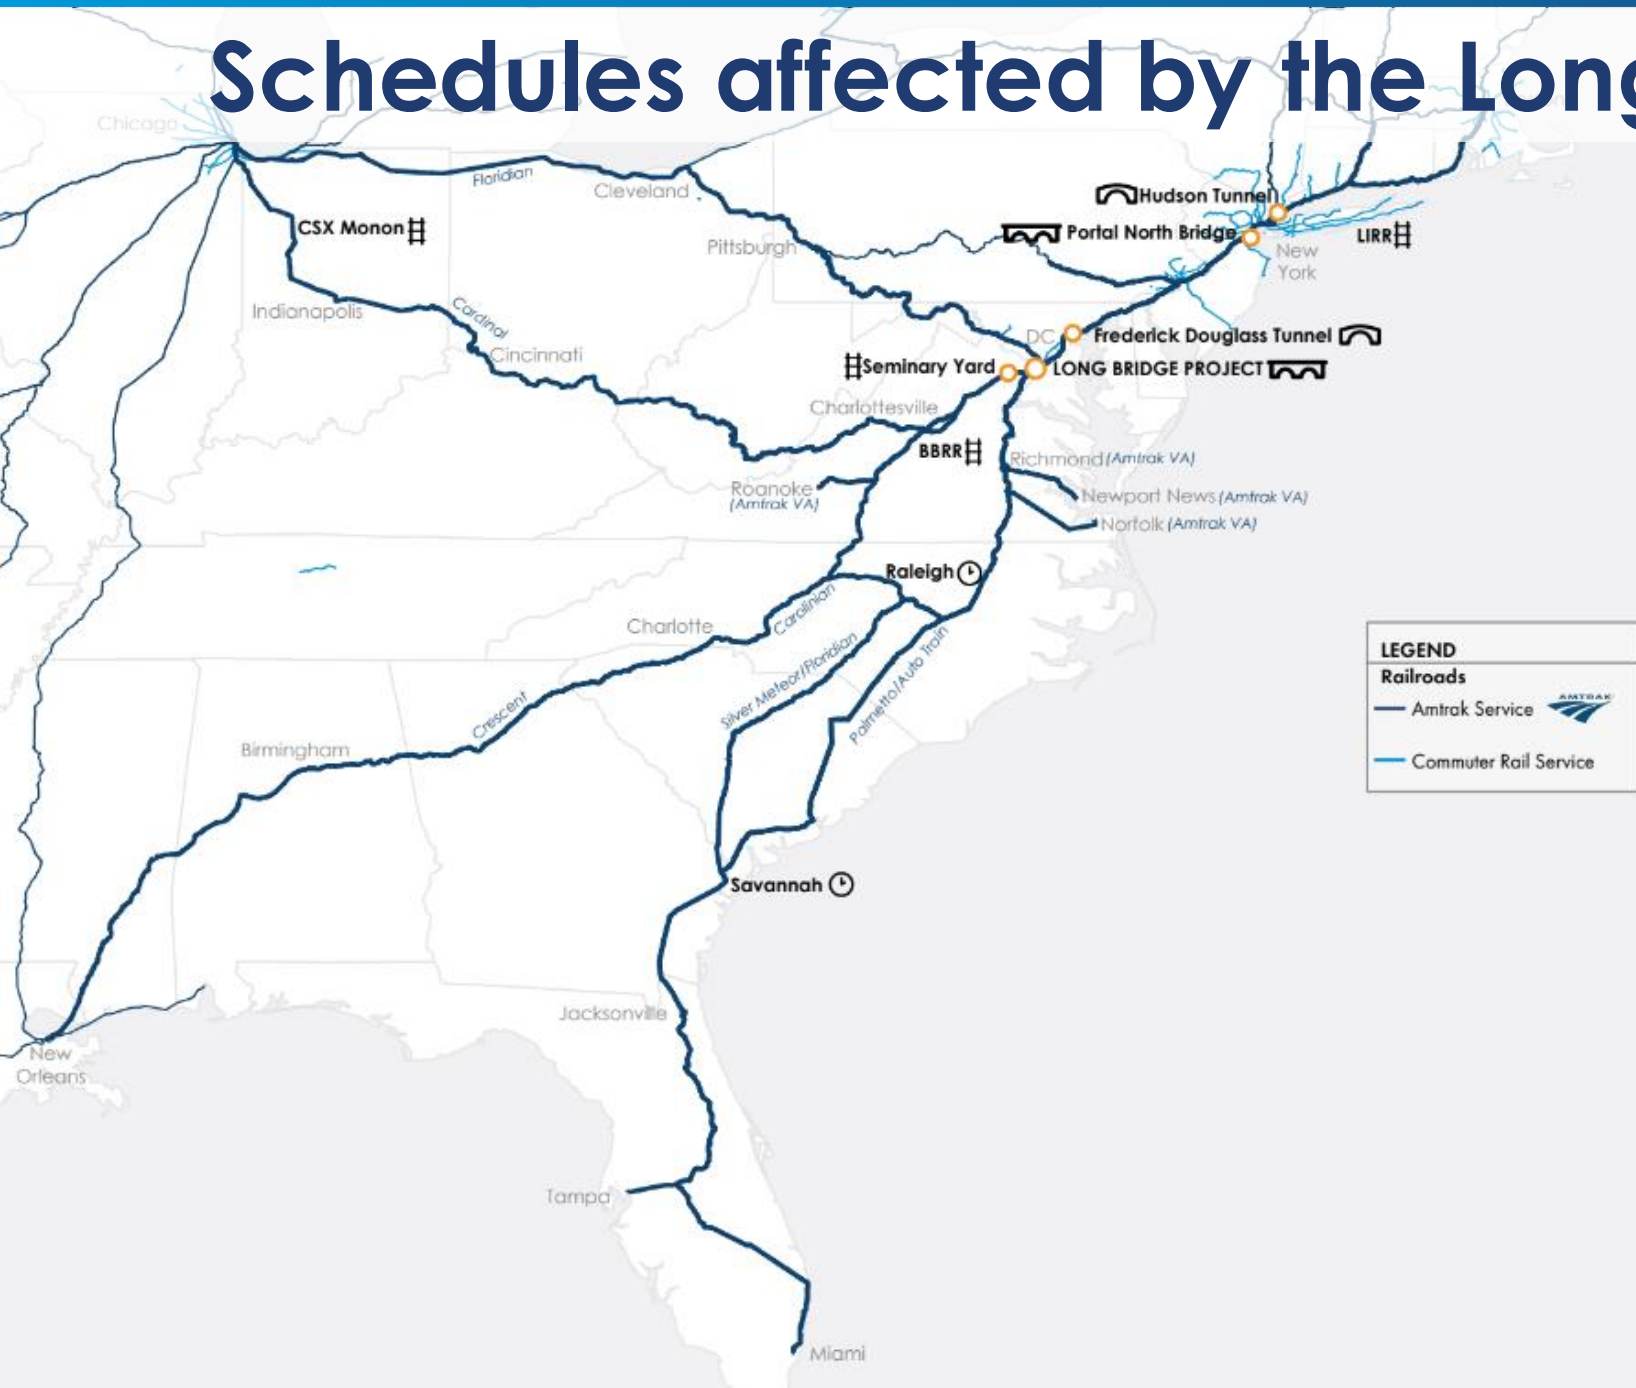 Schedules affected by the Long
Chicago
Floridian
Cleveland
Hudson Tunnel
CSX Monon
Portal North Bridge
LIRR
Pittsburgh
New
York
Indianapolis
Cardinal
DC
Frederick Douglass Tunnel
Cincinnati
Seminary Yard
LONG BRIDGE PROJECT
Charlottesville
BBRR
Richmond (Amtrak VA)
Roanoke
(Amtrak VA)
Newport News (Amtrak VA)
Norfolk (Amtrak VA)
Raleigh
Carolinian
Charlotte
Silver Meteor/Floridian
Palmetto/Auto Train
LEGEND
Railroads
AMTRAK
Amtrak Service
Crescent
Birmingham
Commuter Rail Service
Savannah
Jacksonville
New
Orleans
Tampa
Miami